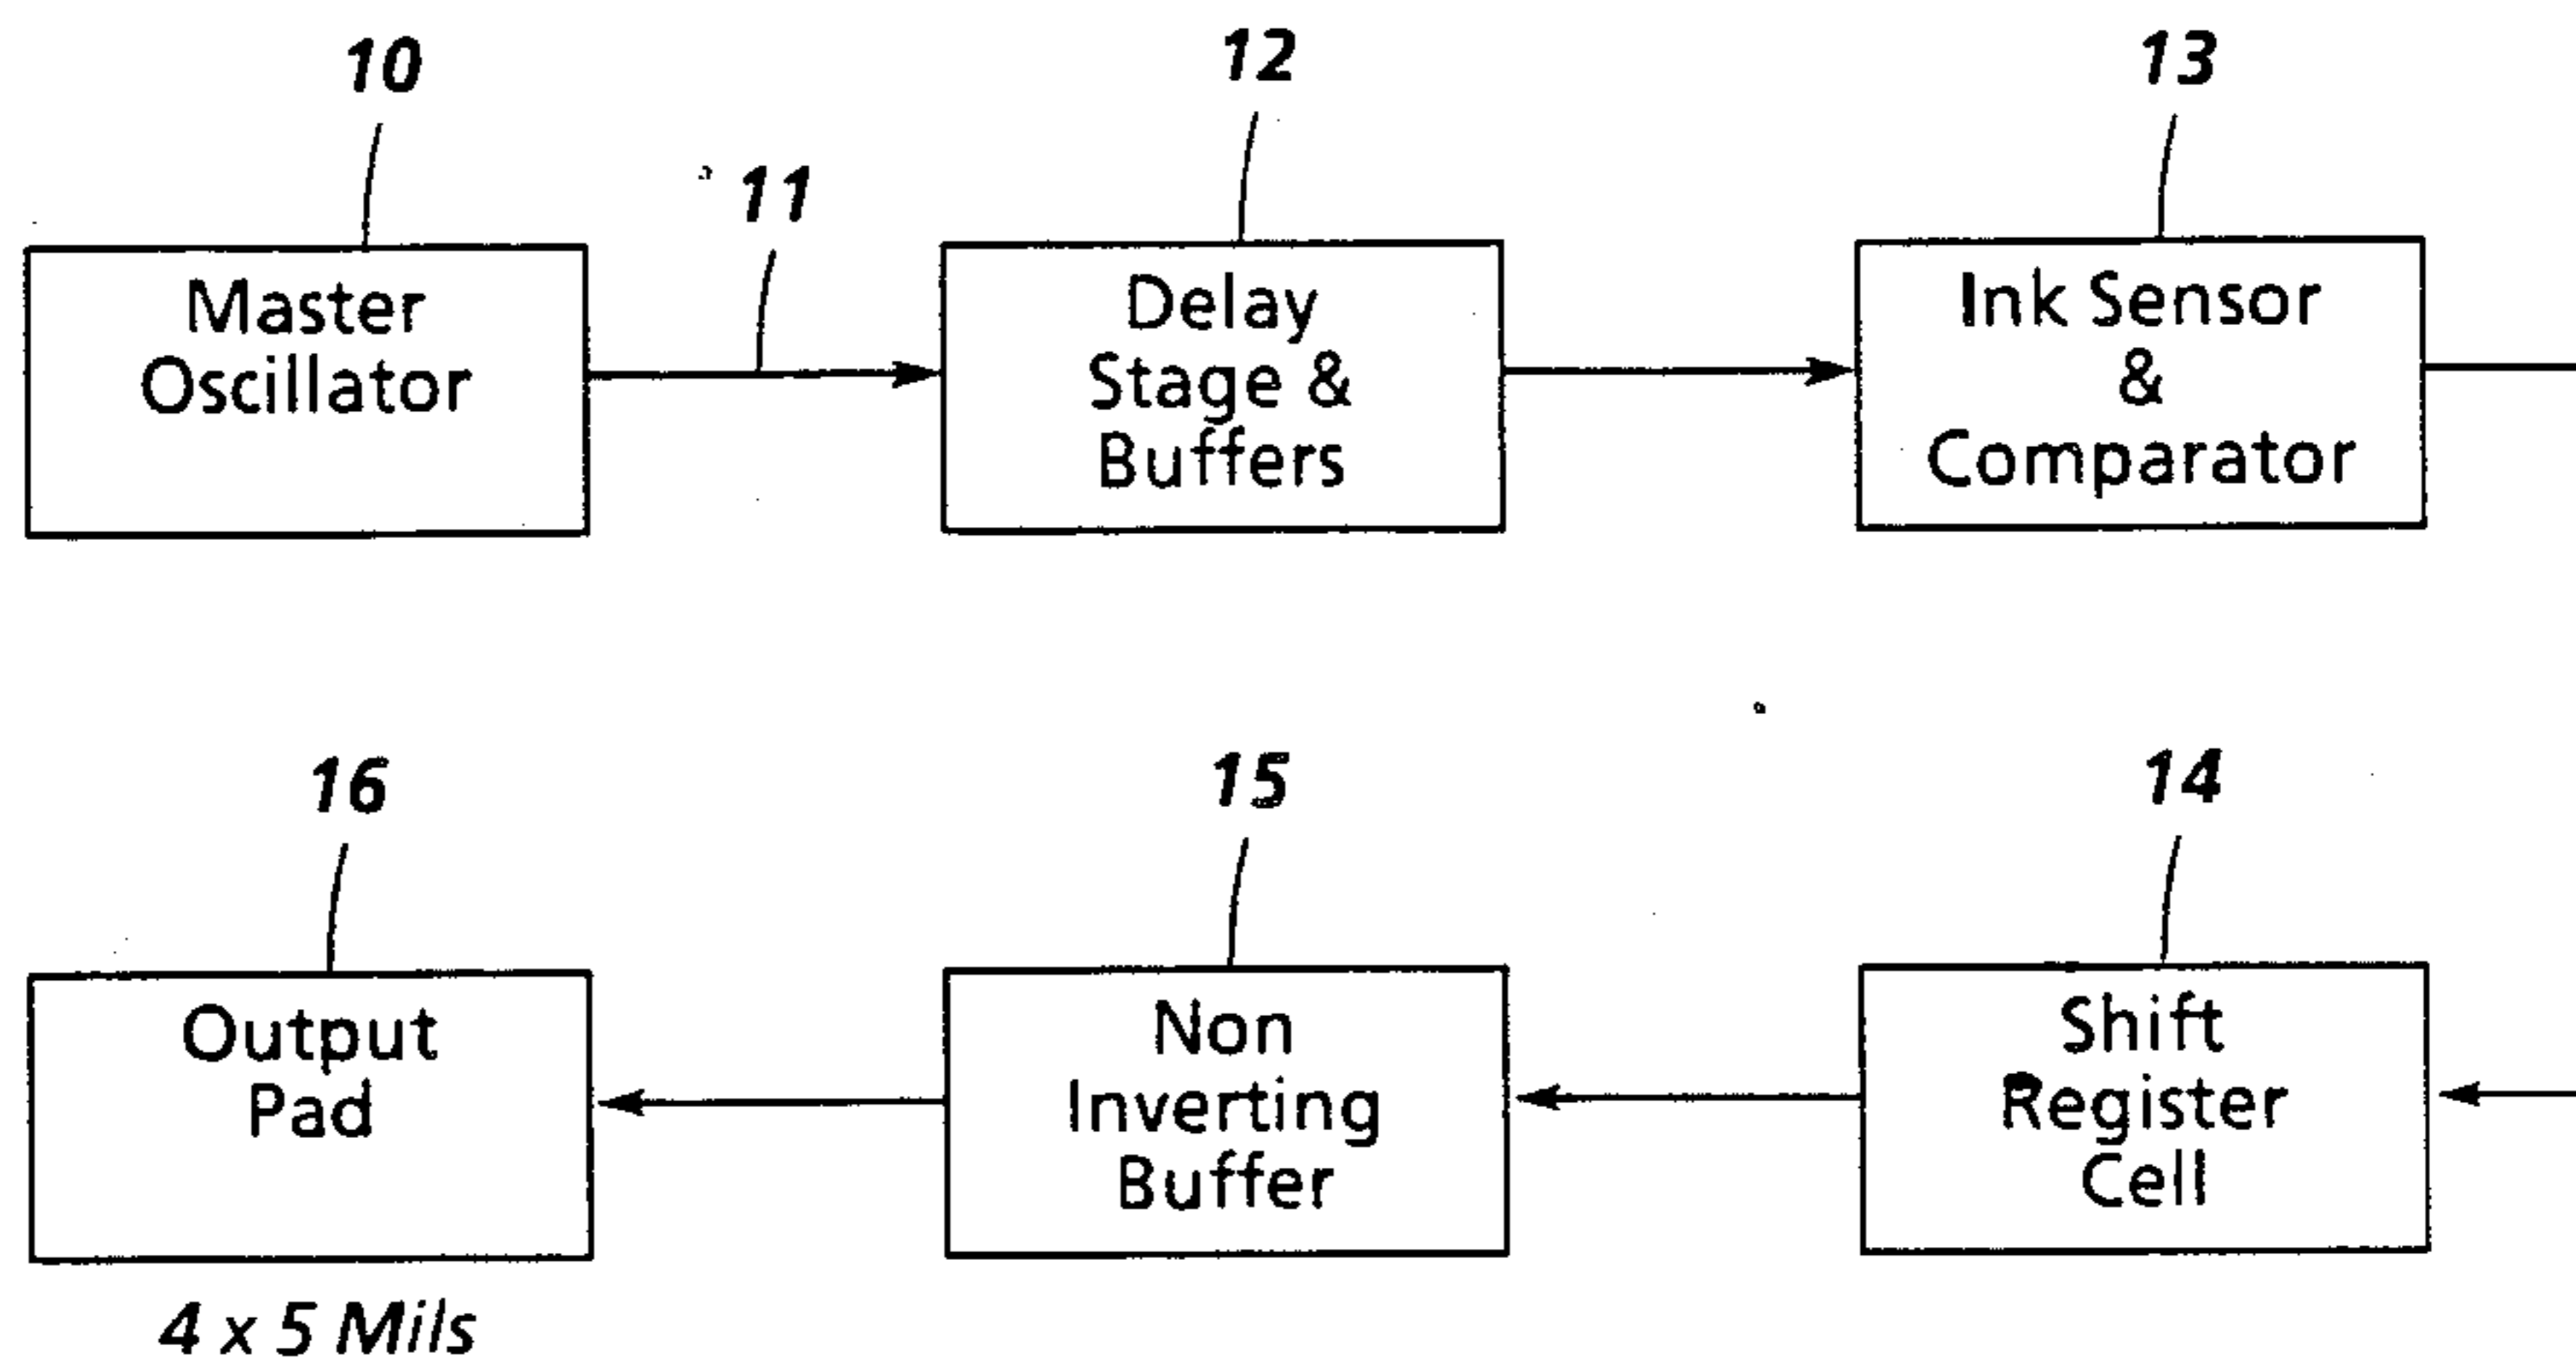 10
12
13
11
Master
Oscillator
Delay
Stage &
Buffers
Ink Sensor
&
Comparator
16
15
14
Output
Pad
Non
Inverting
Buffer
Shift
Register
Cell
4 x 5 Mils